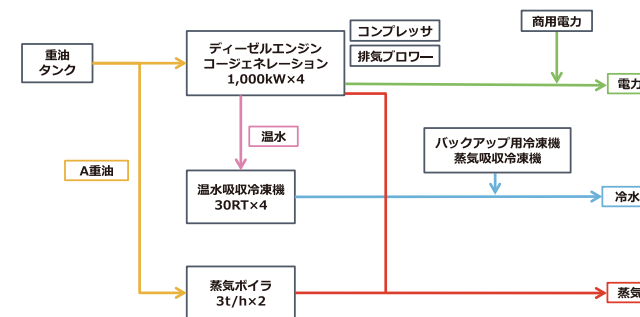 商用電力
コンプレッサ
排気ブロワー
重油
タンク
ディーゼルエンジン
コージェネレーション
1,000kW×4
電力
温水
バックアップ用冷凍機
蒸気吸収冷凍機
A重油
温水吸収冷凍機
30RT×4
冷水
蒸気ボイラ
3t/h×2
蒸気